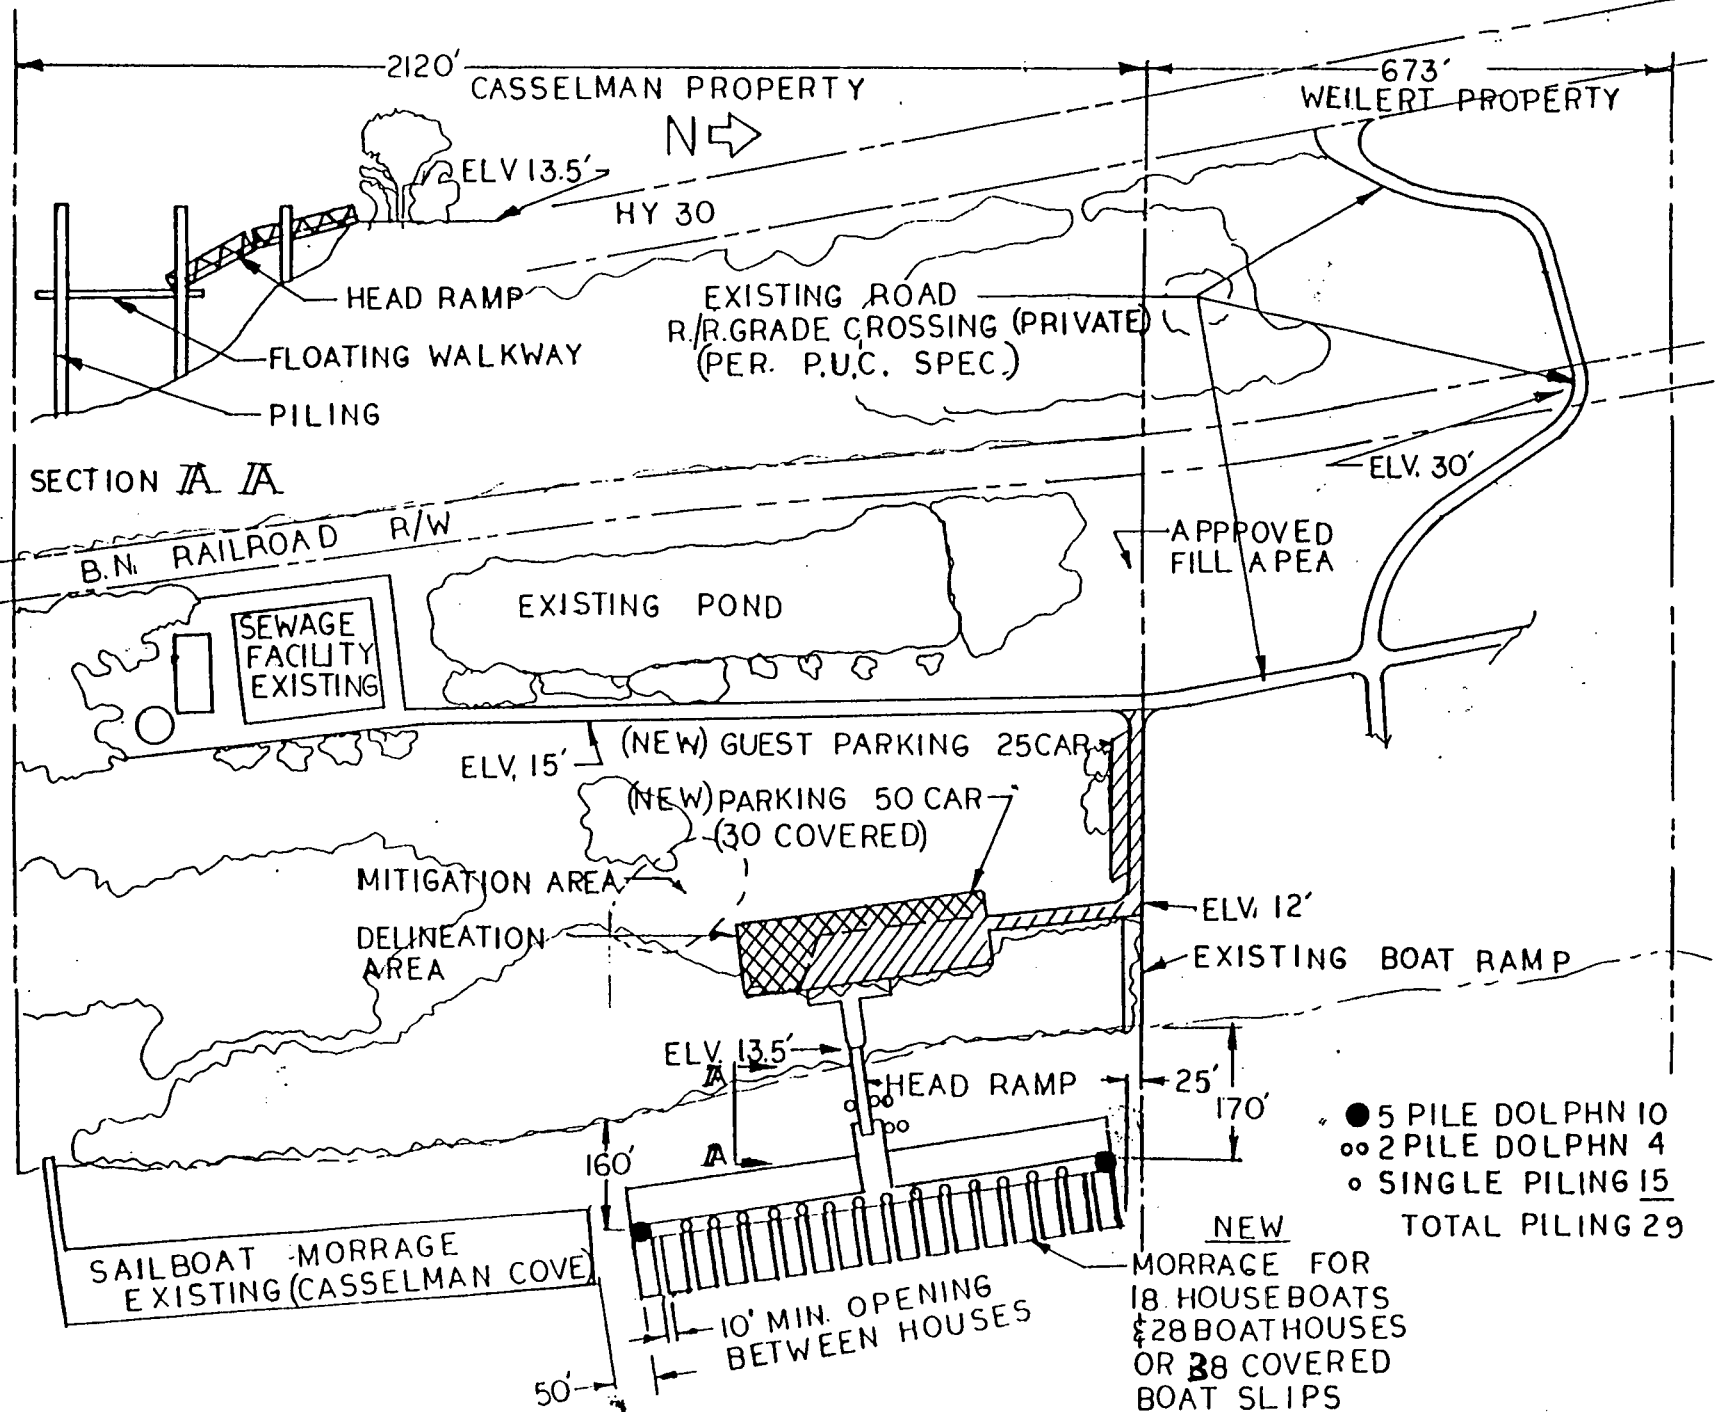 2120'
CASSELMAN PROPERTY
673'
WEILERT PROPERTY
N
ELV 13.5'
HY 30
HEAD RAMP
FLOATING WALKWAY
PILING
EXISTING ROAD
R/R.GRADE CROSSING (PRIVATE)
(PER. P.U.C. SPEC.)
SECTION A A
ELV. 30'
B.N. RAILROAD R/W
APPPOVED
FILL APEA
EXISTING POND
SEWAGE
FACILITY
EXISTING
ELV. 15'
(NEW) GUEST PARKING 25CAR
(NEW) PARKING 50 CAR
(30 COVERED)
MITIGATION AREA
DELINEATION
AREA
ELV. 12'
EXISTING BOAT RAMP
ELV. 13.5'
A
HEAD RAMP
25'
170'
A
160'
5 PILE DOLPHN 10
2 PILE DOLPHN 4
SINGLE PILING 15
TOTAL PILING 29
SAILBOAT MORRAGE
EXISTING (CASSELMAN COVE)
10' MIN. OPENING
BETWEEN HOUSES
50'
NEW
MORRAGE FOR
18 HOUSEBOATS
&28 BOATHOUSES
OR 38 COVERED
BOAT SLIPS